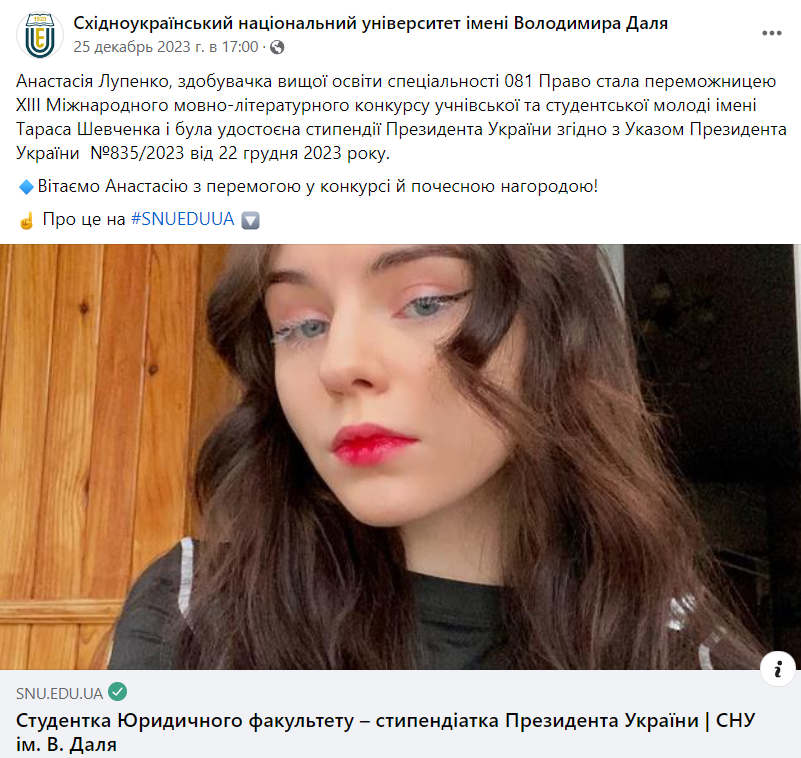 Східноукраїнський національний університет імені Володимира Даля
25 декабрь 2023 г. в 17:00 ·
Анастасія Лупенко, здобувачка вищої освіти спеціальності 081 Право стала переможницею
XIII Міжнародного мовно-літературного конкурсу учнівської та студентської молоді імені
Тараса Шевченка і була удостоєна стипендії Президента України згідно з Указом Президента
України №835/2023 від 22 грудня 2023 року.
🔷Вітаємо Анастасію з перемогою у конкурсі й почесною нагородою!
☝ Про це на #SNUEDUUA 🔽
SNU.EDU.UA
Студентка Юридичного факультету – стипендіатка Президента України | СНУ
ім. В. Даля